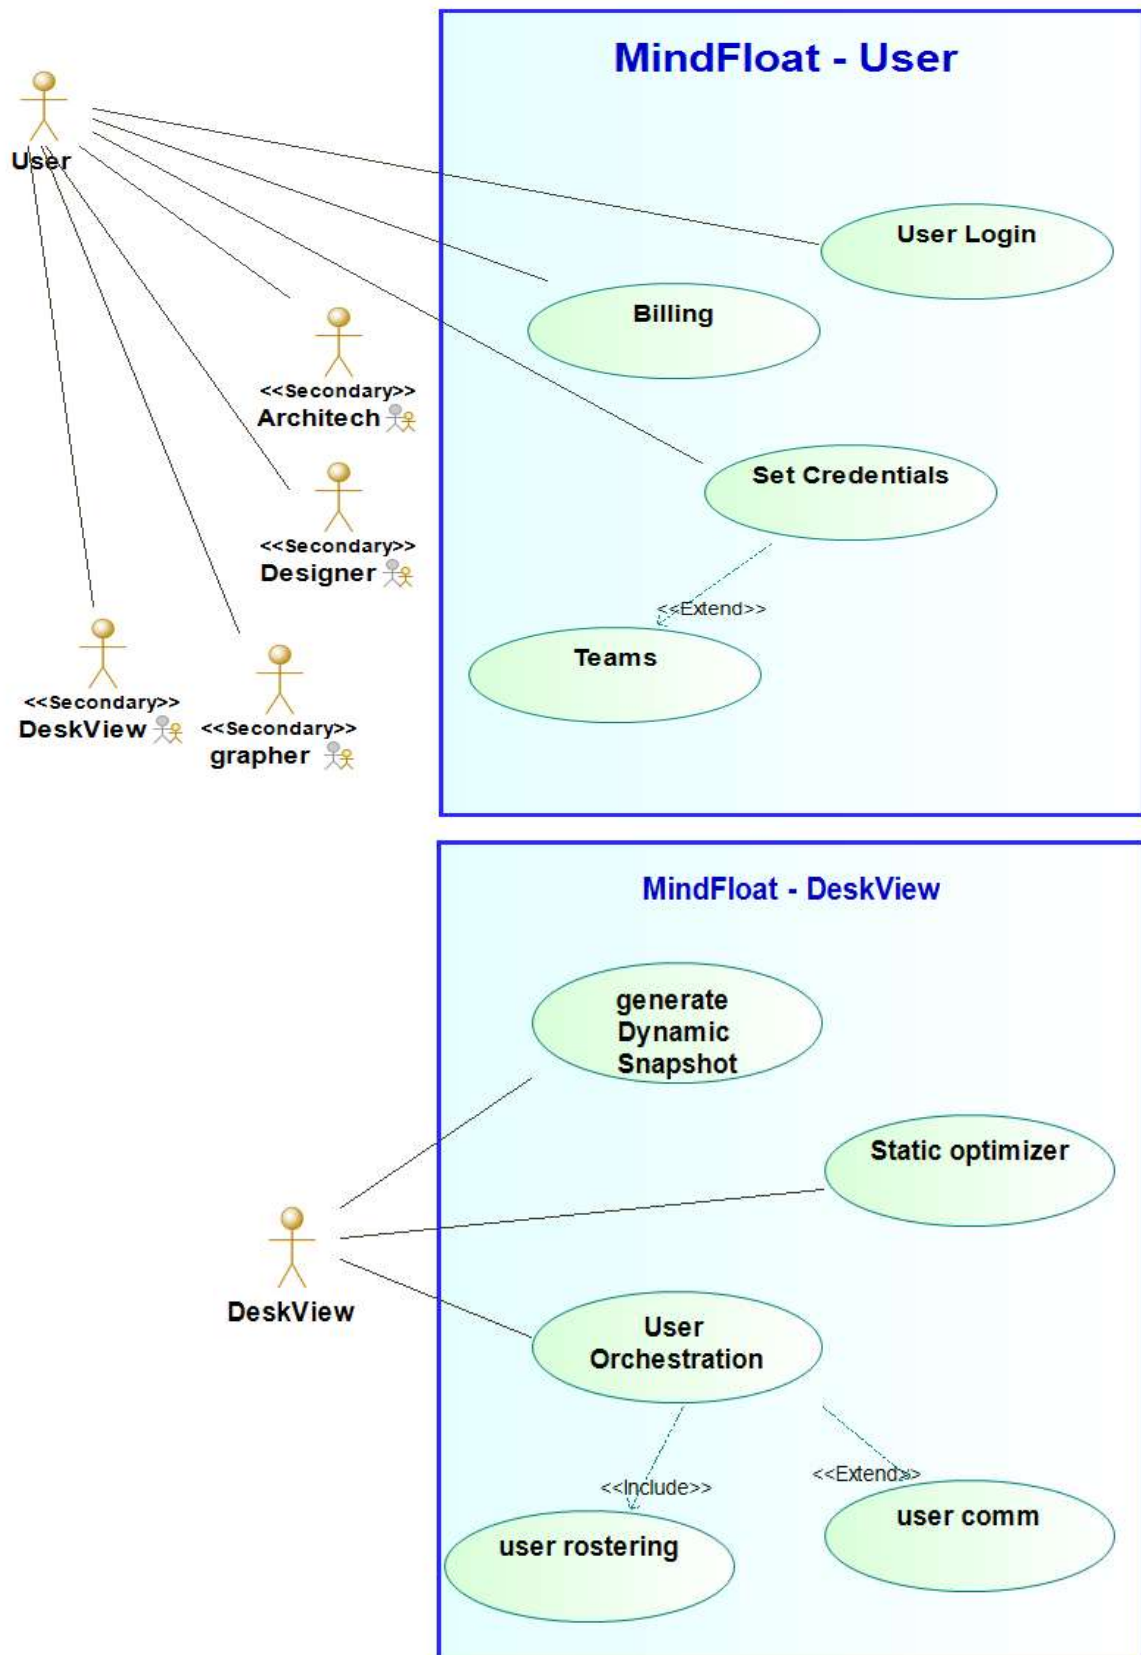 MindFloat - User
User
User Login
Billing
<<Secondary>>
Architech
Set Credentials
<<Secondary>>
Designer
<<Extend>>
Teams
<<Secondary>>
DeskView
<<Secondary>>
grapher
MindFloat - DeskView
generate
Dynamic
Snapshot
Static optimizer
DeskView
User
Orchestration
<<Include>>
<<Extend>>
user rostering
user comm